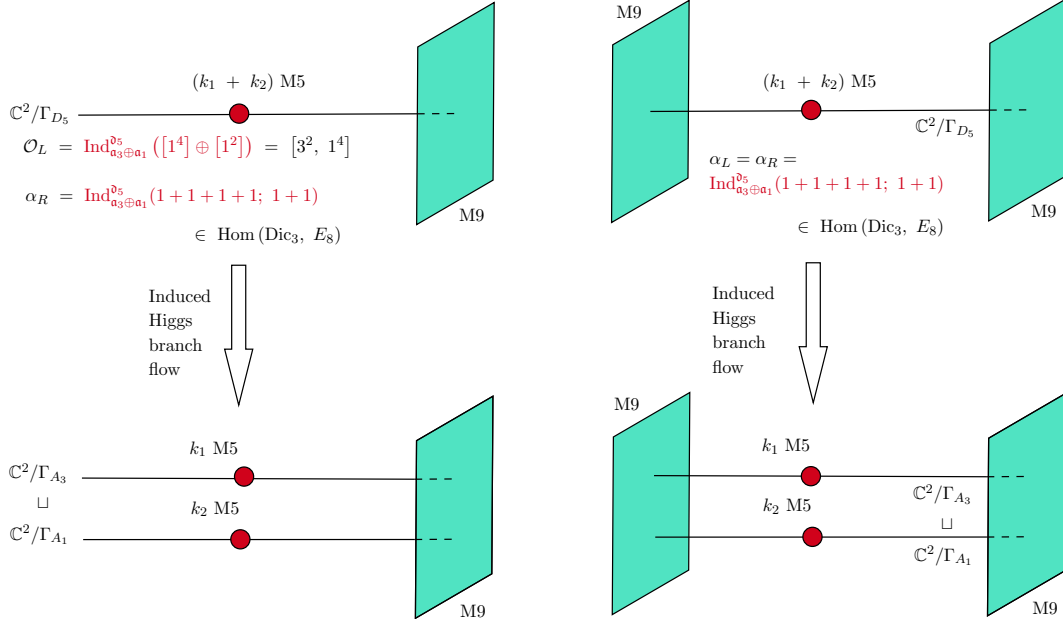 (k₁ + k₂) M5
ℂ²/Γ_{D₅}
𝒪_L = Ind^{𝔡₅}_{𝔞₃⊕𝔞₁} ([1⁴] ⊕ [1²]) = [3², 1⁴]
α_R = Ind^{𝔡₅}_{𝔞₃⊕𝔞₁}(1 + 1 + 1 + 1; 1 + 1)
∈ Hom (Dic₃, E₈)
M9
Induced
Higgs
branch
flow
k₁ M5
ℂ²/Γ_{A₃}
⊔
k₂ M5
ℂ²/Γ_{A₁}
M9
M9
(k₁ + k₂) M5
ℂ²/Γ_{D₅}
α_L = α_R =
Ind^{𝔡₅}_{𝔞₃⊕𝔞₁}(1 + 1 + 1 + 1; 1 + 1)
∈ Hom (Dic₃, E₈)
M9
Induced
Higgs
branch
flow
M9
k₁ M5
ℂ²/Γ_{A₃}
k₂ M5
⊔
ℂ²/Γ_{A₁}
M9